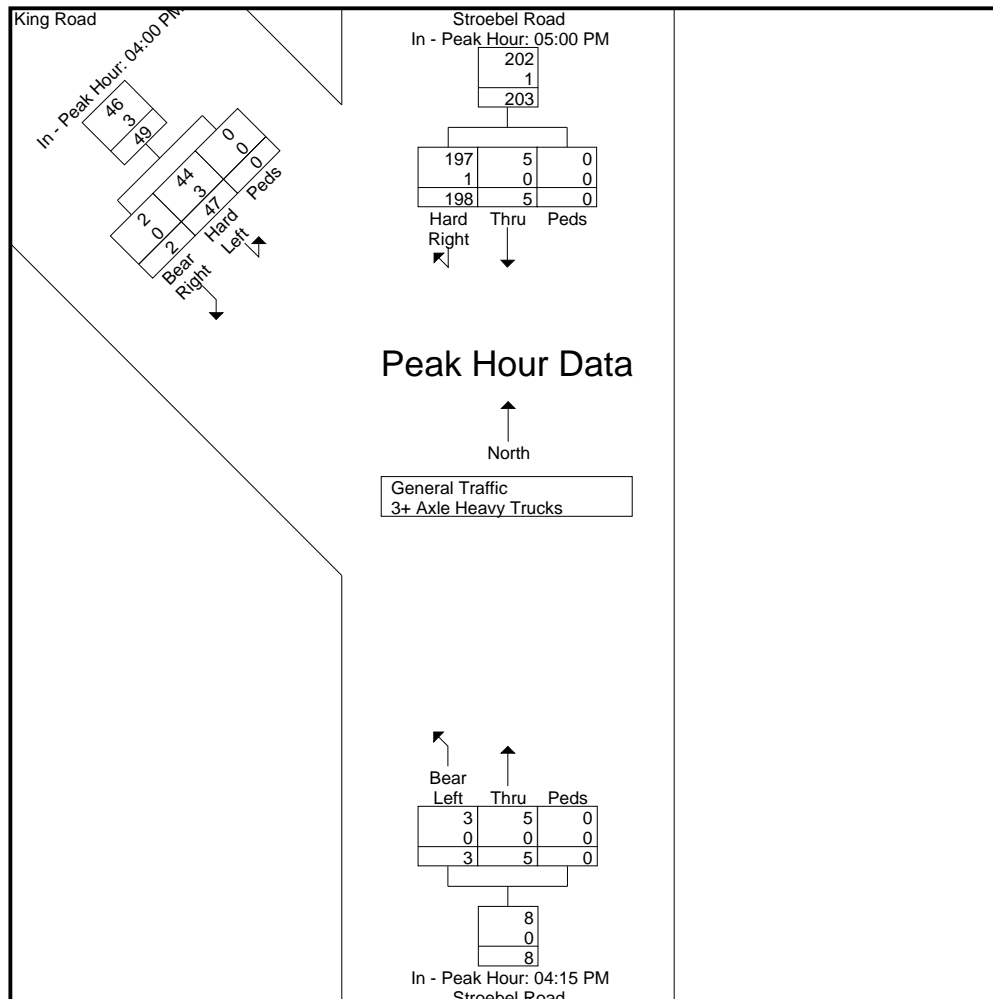 King Road
In - Peak Hour: 04:00 PM
46
3
49
2 44 0
0 3 0
2 47 0
Bear Right
Hard Left
Peds
Stroebel Road
In - Peak Hour: 05:00 PM
202
1
203
197 5 0
1 0 0
198 5 0
Hard Right
Thru
Peds
Peak Hour Data
North
General Traffic
3+ Axle Heavy Trucks
Bear Left
Thru
Peds
3 5 0
0 0 0
3 5 0
8
0
8
In - Peak Hour: 04:15 PM
Stroebel Road